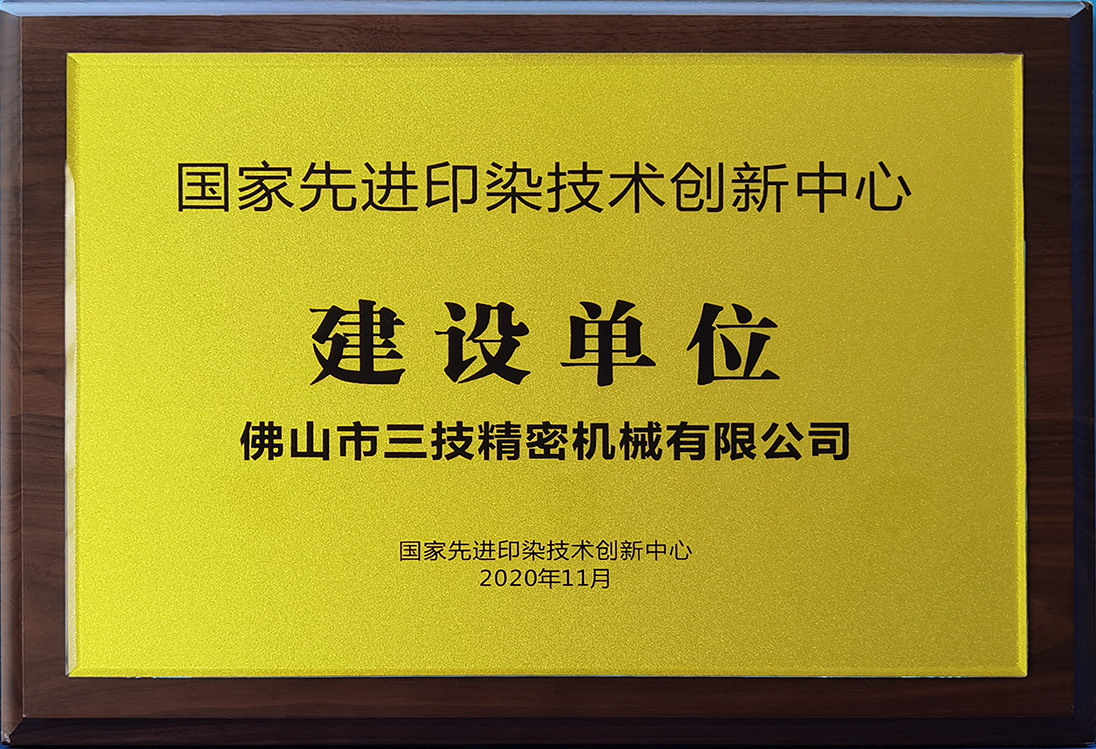 国家先进印染技术创新中心
建设单位
佛山市三技精密机械有限公司
国家先进印染技术创新中心
2020年11月